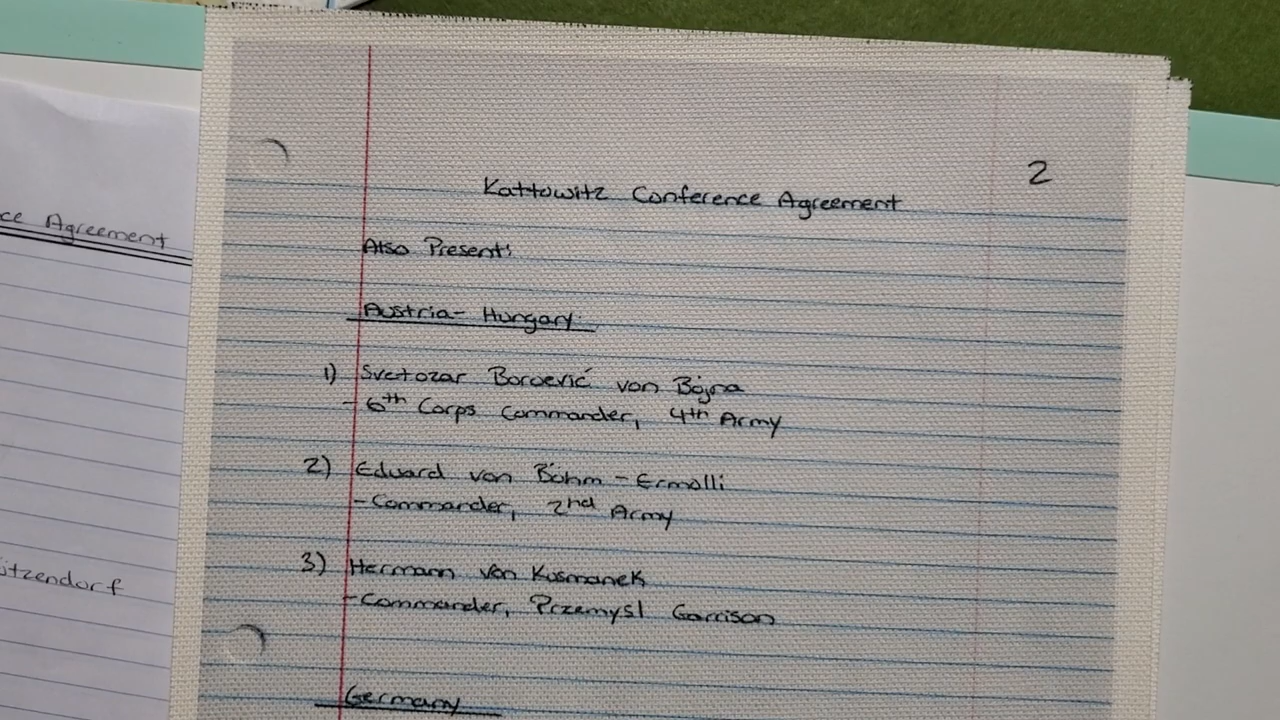 ce Agreement
itzendorf
2
Kattowitz Conference Agreement
Also Present:
Austria-Hungary:
1) Svetozar Boroević von Bojna
- 6th Corps Commander, 4th Army
2) Eduard von Böhm-Ermolli
- Commander, 2nd Army
3) Hermann von Kusmanek
- Commander, Przemysl Garrison
Germany